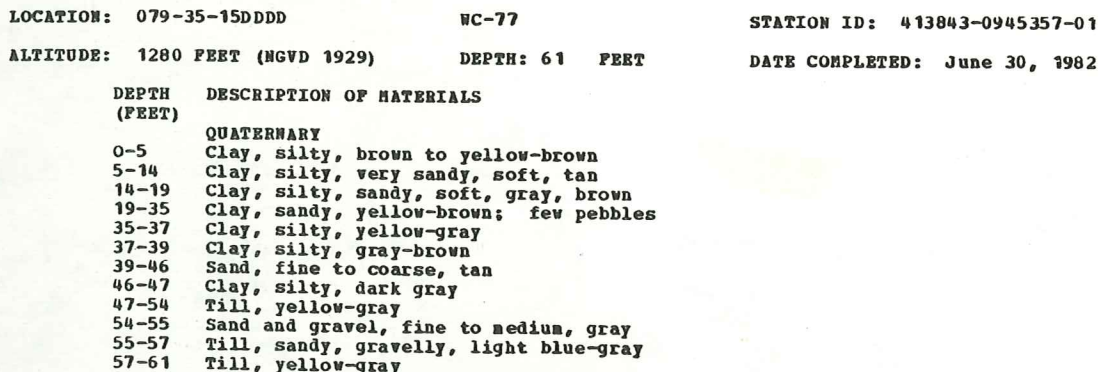 LOCATION: 079-35-15DDDD WC-77 STATION ID: 413843-0945357-01
ALTITUDE: 1280 FEET (NGVD 1929) DEPTH: 61 FEET DATE COMPLETED: June 30, 1982
DEPTH DESCRIPTION OF MATERIALS
(FEET)
QUATERNARY
0-5 Clay, silty, brown to yellow-brown
5-14 Clay, silty, very sandy, soft, tan
14-19 Clay, silty, sandy, soft, gray, brown
19-35 Clay, sandy, yellow-brown; few pebbles
35-37 Clay, silty, yellow-gray
37-39 Clay, silty, gray-brown
39-46 Sand, fine to coarse, tan
46-47 Clay, silty, dark gray
47-54 Till, yellow-gray
54-55 Sand and gravel, fine to medium, gray
55-57 Till, sandy, gravelly, light blue-gray
57-61 Till, yellow-gray